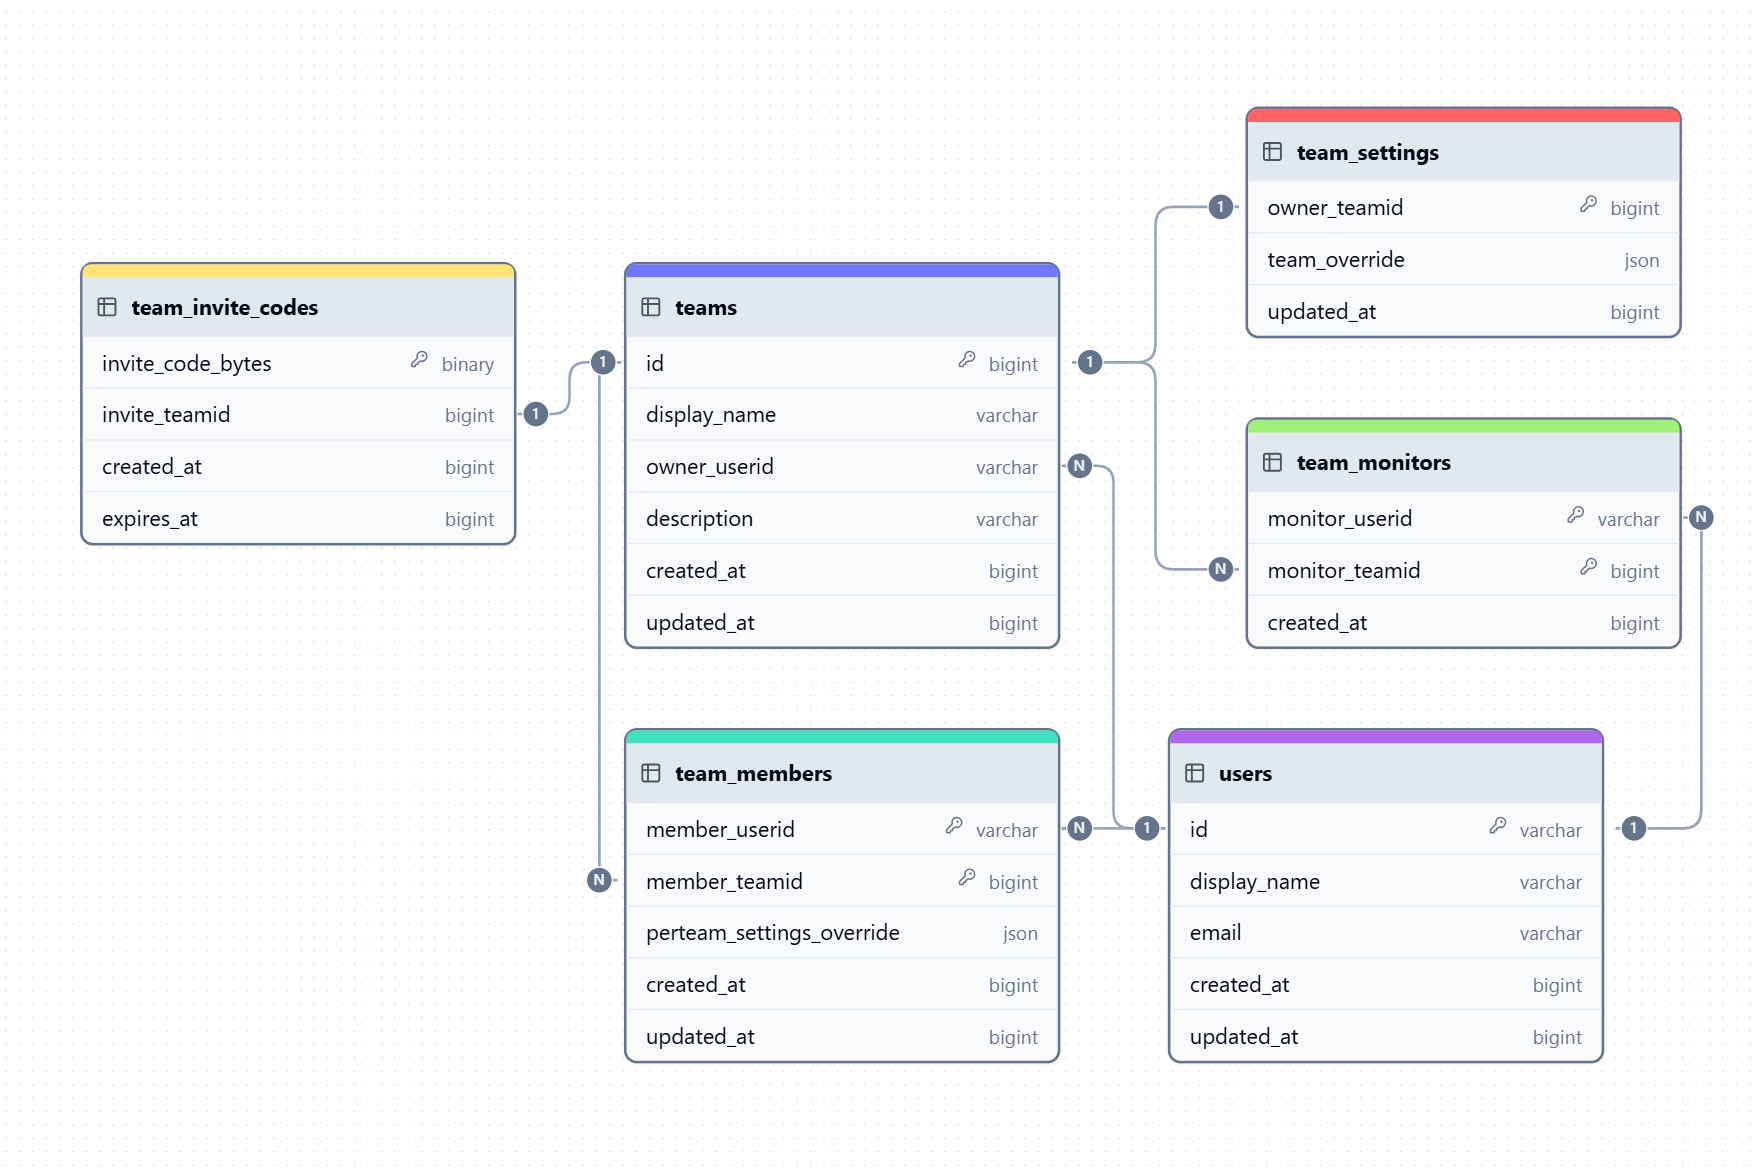 team_settings
owner_teamid bigint
team_override json
updated_at bigint
team_invite_codes
invite_code_bytes binary
invite_teamid bigint
created_at bigint
expires_at bigint
1
1
teams
id bigint
display_name varchar
owner_userid varchar
description varchar
created_at bigint
updated_at bigint
1
1
N
N
team_monitors
monitor_userid varchar
monitor_teamid bigint
created_at bigint
N
team_members
member_userid varchar
member_teamid bigint
perteam_settings_override json
created_at bigint
updated_at bigint
N
N
1
users
id varchar
display_name varchar
email varchar
created_at bigint
updated_at bigint
1